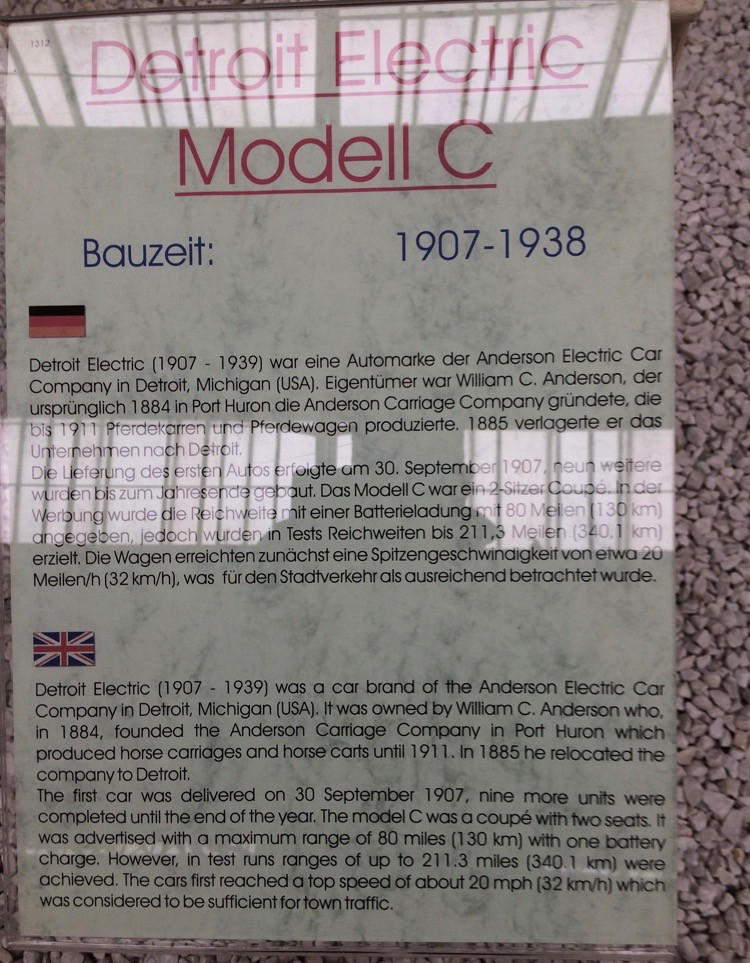 1312
Detroit Electric
Modell C
Bauzeit: 1907-1938
Detroit Electric (1907 - 1939) war eine Automarke der Anderson Electric Car
Company in Detroit, Michigan (USA). Eigentümer war William C. Anderson, der
ursprünglich 1884 in Port Huron die Anderson Carriage Company gründete, die
bis 1911 Pferdekarren und Pferdewagen produzierte. 1885 verlagerte er das
Unternehmen nach Detroit.
Die Lieferung des ersten Autos erfolgte am 30. September 1907, neun weitere
wurden bis zum Jahresende gebaut. Das Modell C war ein 2-Sitzer Coupé. In der
Werbung wurde die Reichweite mit einer Batterieladung mit 80 Meilen (130 km)
angegeben, jedoch wurden in Tests Reichweiten bis 211,3 Meilen (340,1 km)
erzielt. Die Wagen erreichten zunächst eine Spitzengeschwindigkeit von etwa 20
Meilen/h (32 km/h), was für den Stadtverkehr als ausreichend betrachtet wurde.
Detroit Electric (1907 - 1939) was a car brand of the Anderson Electric Car
Company in Detroit, Michigan (USA). It was owned by William C. Anderson who,
in 1884, founded the Anderson Carriage Company in Port Huron which
produced horse carriages and horse carts until 1911. In 1885 he relocated the
company to Detroit.
The first car was delivered on 30 September 1907, nine more units were
completed until the end of the year. The model C was a coupé with two seats. It
was advertised with a maximum range of 80 miles (130 km) with one battery
charge. However, in test runs ranges of up to 211.3 miles (340.1 km) were
achieved. The cars first reached a top speed of about 20 mph (32 km/h) which
was considered to be sufficient for town traffic.